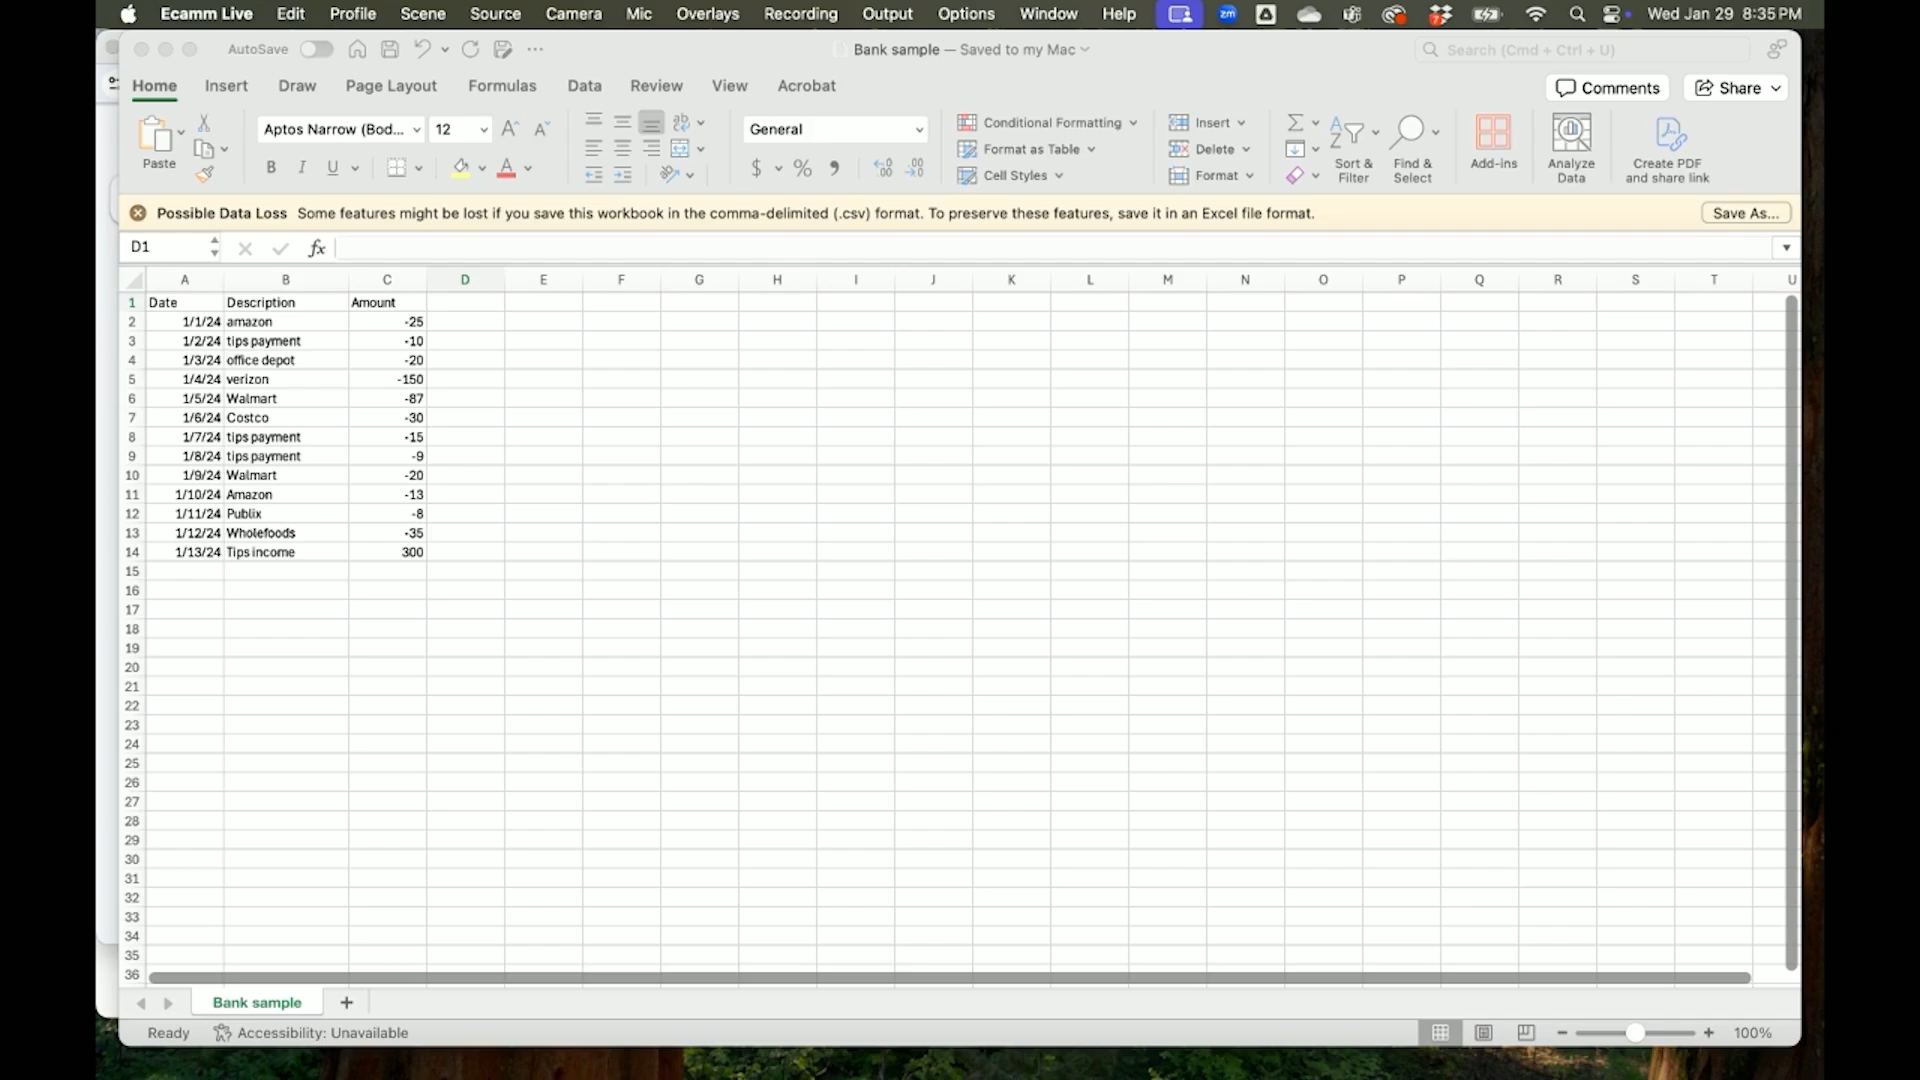 Ecamm Live Edit Profile Scene Source Camera Mic Overlays Recording Output Options Window Help zm 7 Wed Jan 29 8:35 PM
AutoSave Bank sample — Saved to my Mac Search (Cmd + Ctrl + U)
Home Insert Draw Page Layout Formulas Data Review View Acrobat Comments Share
Paste Aptos Narrow (Bod... 12 A A General Conditional Formatting Insert
Format as Table Delete
B I U A $ % Cell Styles Format
Sort & Filter Find & Select Add-ins Analyze Data Create PDF and share link
Possible Data Loss Some features might be lost if you save this workbook in the comma-delimited (.csv) format. To preserve these features, save it in an Excel file format. Save As...
D1 fx
A B C D E F G H I J K L M N O P Q R S T U
1 Date Description Amount
2 1/1/24 amazon -25
3 1/2/24 tips payment -10
4 1/3/24 office depot -20
5 1/4/24 verizon -150
6 1/5/24 Walmart -87
7 1/6/24 Costco -30
8 1/7/24 tips payment -15
9 1/8/24 tips payment -9
10 1/9/24 Walmart -20
11 1/10/24 Amazon -13
12 1/11/24 Publix -8
13 1/12/24 Wholefoods -35
14 1/13/24 Tips income 300
15
16
17
18
19
20
21
22
23
24
25
26
27
28
29
30
31
32
33
34
35
36
Bank sample +
Ready Accessibility: Unavailable 100%